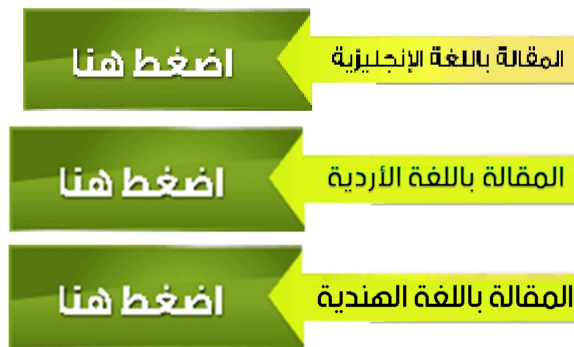 المقالة باللغة الإنجليزية اضغط هنا
المقالة باللغة الأردية اضغط هنا
المقالة باللغة الهندية اضغط هنا